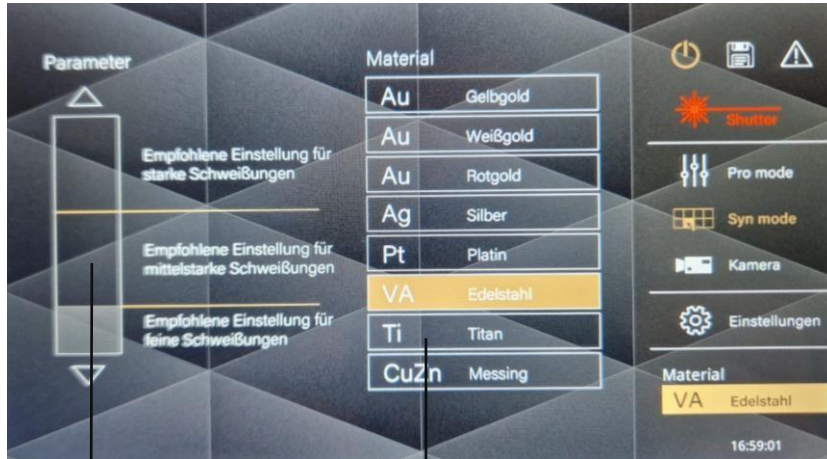 Parameter
Empfohlene Einstellung für
starke Schweißungen
Empfohlene Einstellung für
mittelstarke Schweißungen
Empfohlene Einstellung für
feine Schweißungen
Material
Au Gelbgold
Au Weißgold
Au Rotgold
Ag Silber
Pt Platin
VA Edelstahl
Ti Titan
CuZn Messing
Shutter
Pro mode
Syn mode
Kamera
Einstellungen
Material
VA Edelstahl
16:59:01